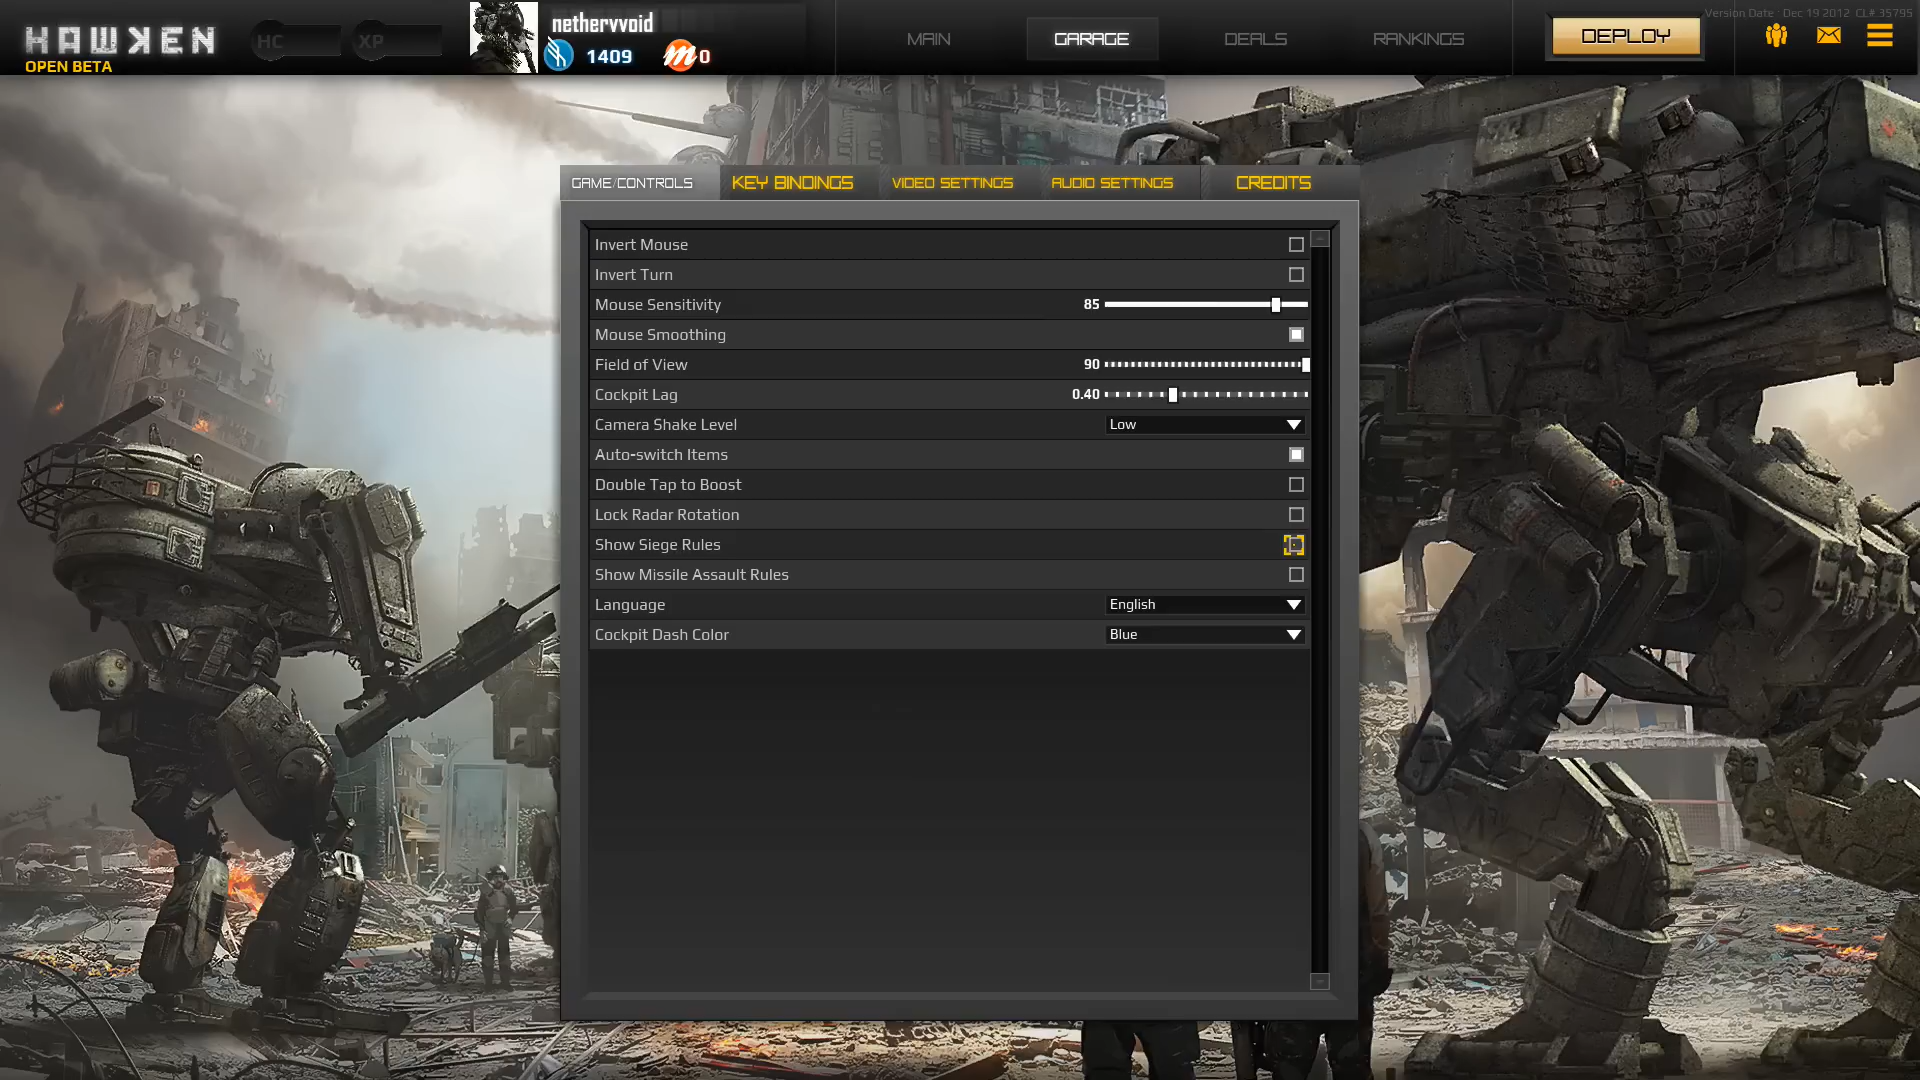 HAWKEN
OPEN BETA
HC
XP
nethervvoid
1409
0
MAIN
GARAGE
DEALS
RANKINGS
DEPLOY
Version Date : Dec 19 2012 CL# 35795
GAME/CONTROLS
KEY BINDINGS
VIDEO SETTINGS
AUDIO SETTINGS
CREDITS
Invert Mouse
Invert Turn
Mouse Sensitivity 85
Mouse Smoothing
Field of View 90
Cockpit Lag 0.40
Camera Shake Level Low
Auto-switch Items
Double Tap to Boost
Lock Radar Rotation
Show Siege Rules
Show Missile Assault Rules
Language English
Cockpit Dash Color Blue